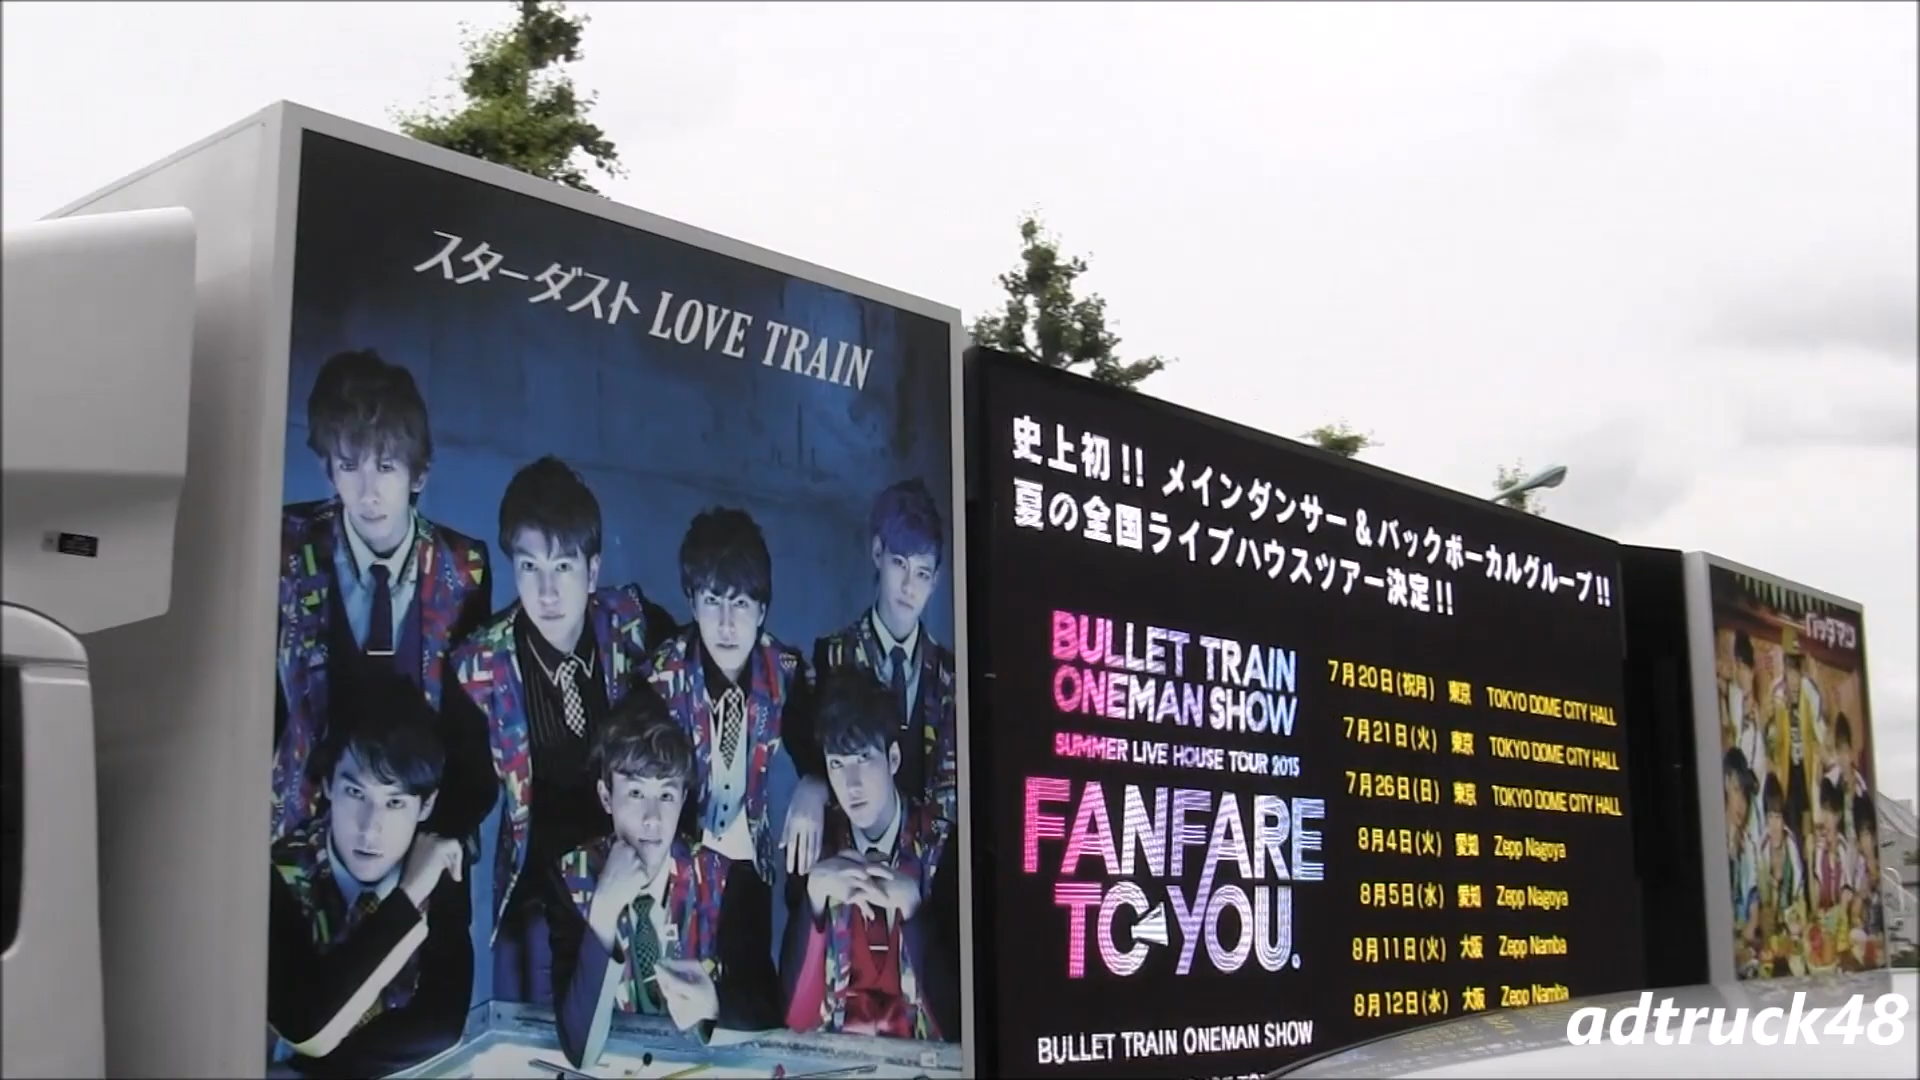 スターダスト LOVE TRAIN
史上初!! メインダンサー&バックボーカルグループ!!
夏の全国ライブハウスツアー決定!!
BULLET TRAIN
ONEMAN SHOW
SUMMER LIVE HOUSE TOUR 2015
FANFARE
TO YOU.
7月20日(祝月) 東京 TOKYO DOME CITY HALL
7月21日(火) 東京 TOKYO DOME CITY HALL
7月26日(日) 東京 TOKYO DOME CITY HALL
8月4日(火) 愛知 Zepp Nagoya
8月5日(水) 愛知 Zepp Nagoya
8月11日(火) 大阪 Zepp Namba
8月12日(水) 大阪 Zepp Namba
BULLET TRAIN ONEMAN SHOW
バッタマン
adtruck48